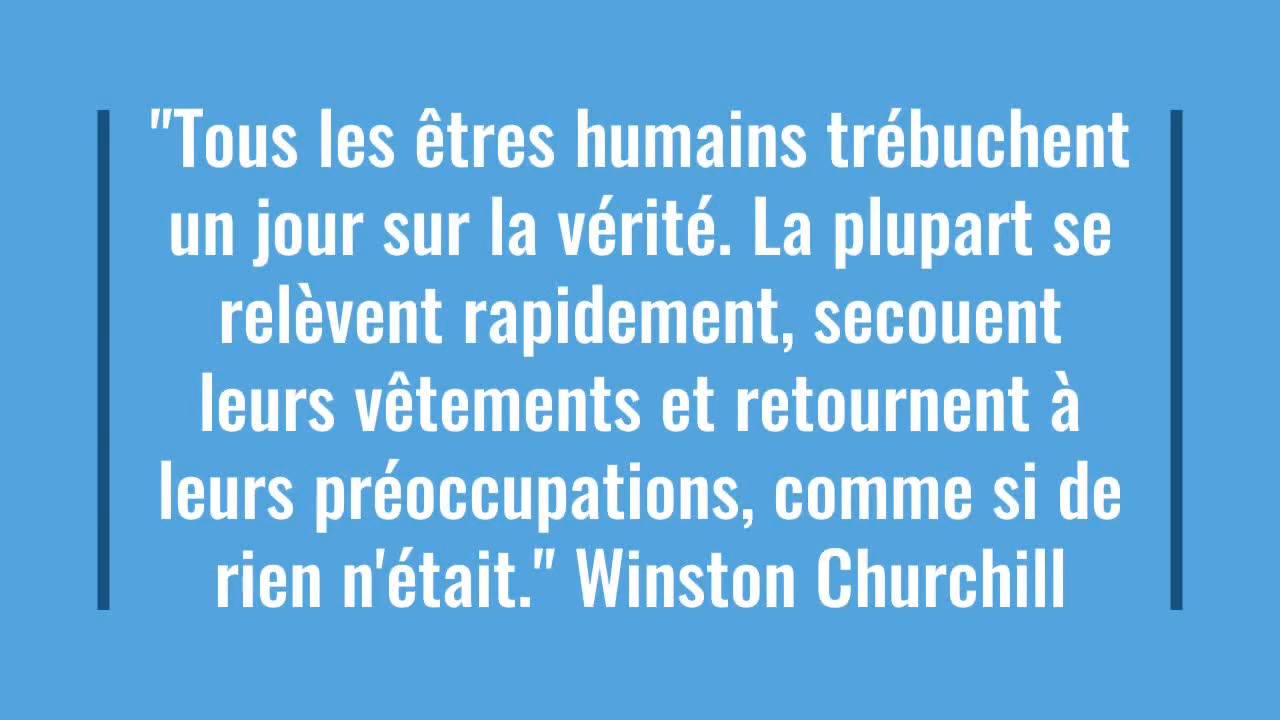 "Tous les êtres humains trébuchent
un jour sur la vérité. La plupart se
relèvent rapidement, secouent
leurs vêtements et retournent à
leurs préoccupations, comme si de
rien n'était." Winston Churchill